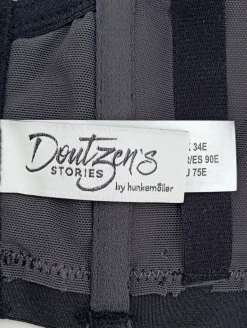 Doutzen's
STORIES
by hunkemöller
34E
/ES 90E
75E